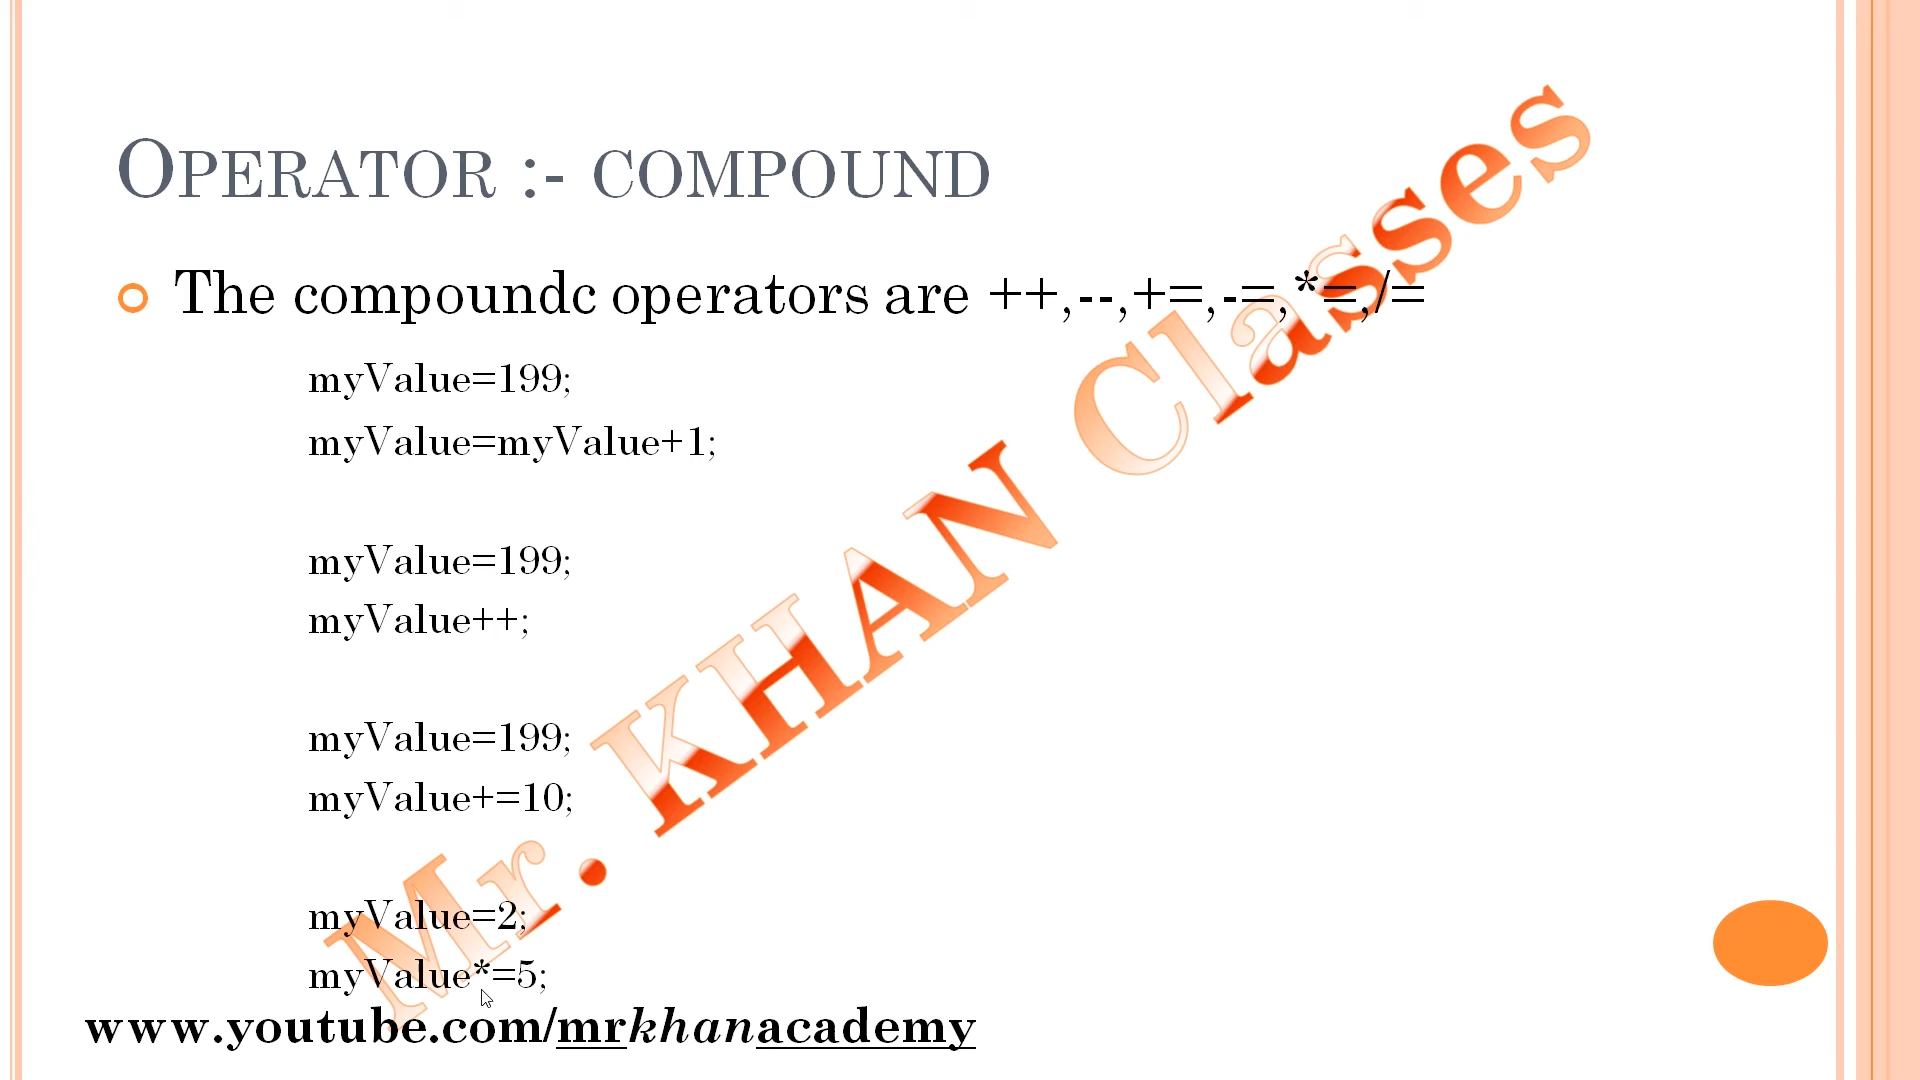 OPERATOR :- COMPOUND
The compoundc operators are ++,--,+=,-=,*=,/=
myValue=199;
myValue=myValue+1;
myValue=199;
myValue++;
myValue=199;
myValue+=10;
myValue=2;
myValue*=5;
www.youtube.com/mrkhanacademy
Mr. KHAN Classes